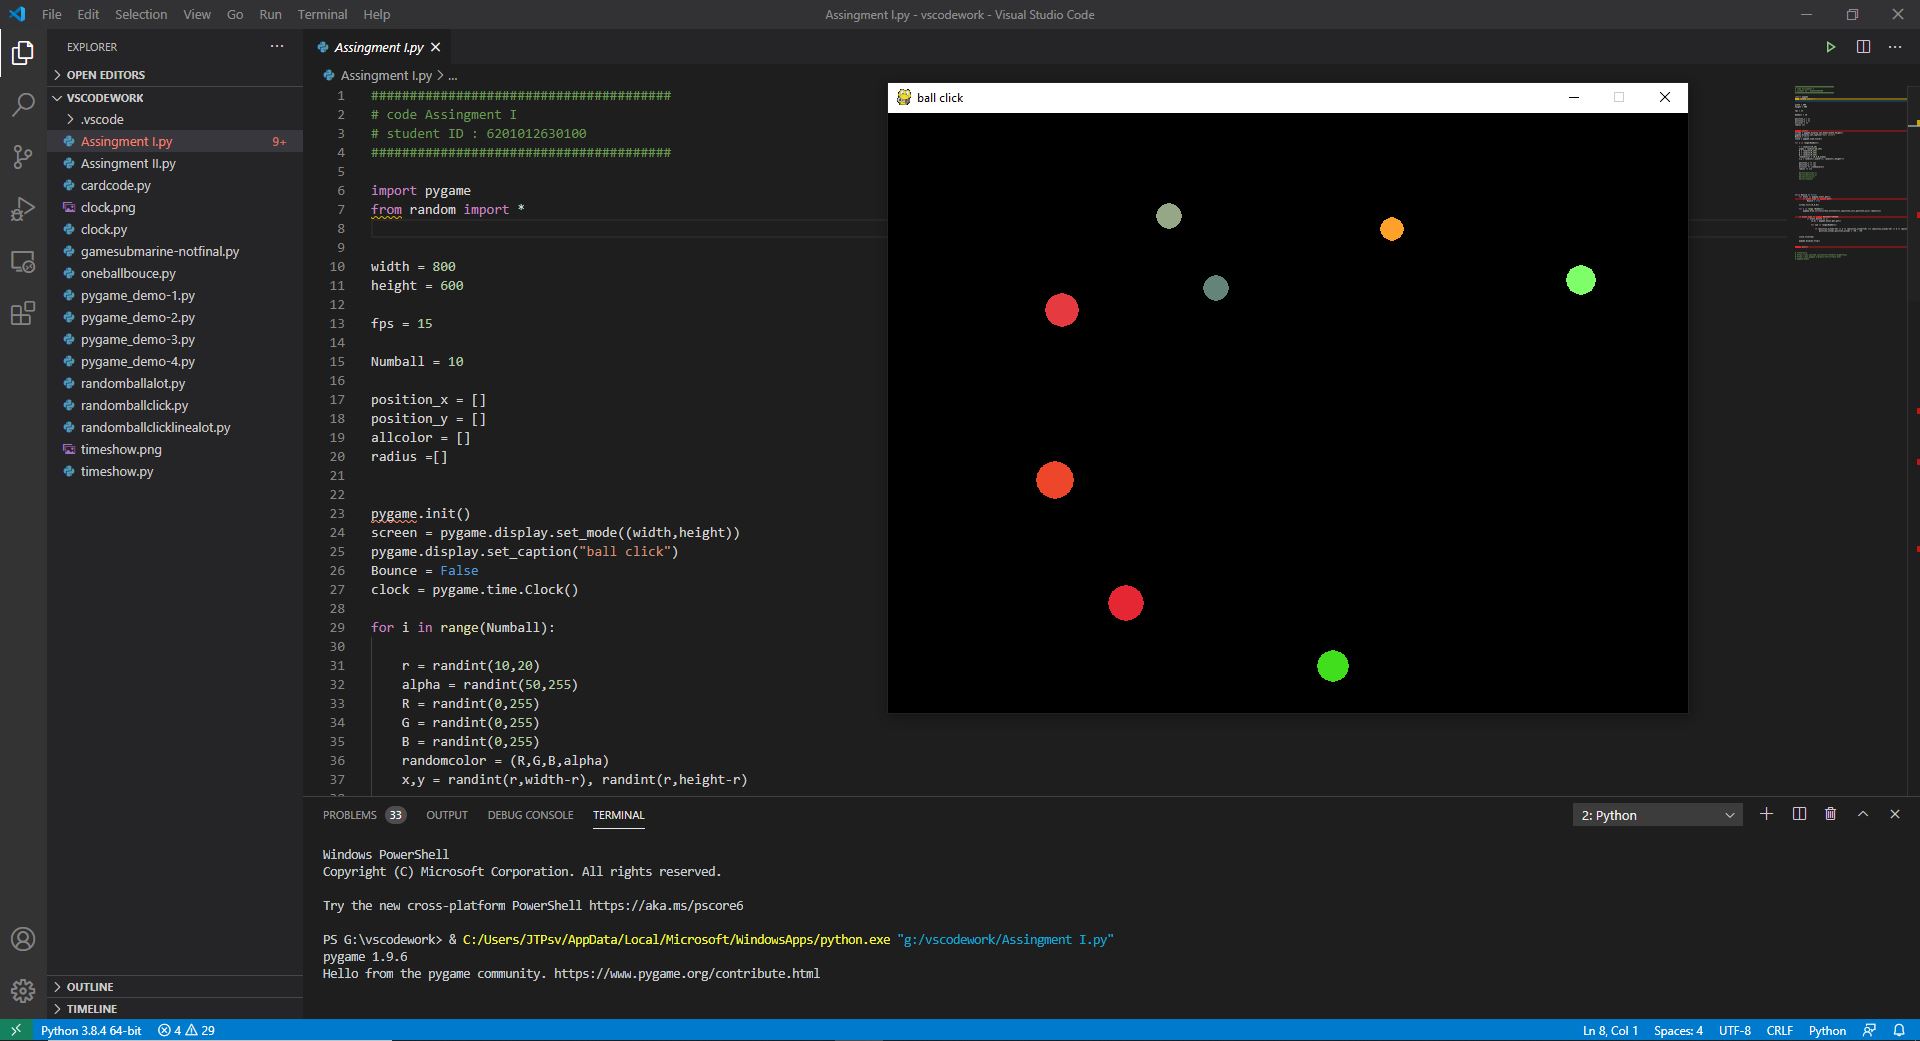 File Edit Selection View Go Run Terminal Help
Assingment I.py - vscodework - Visual Studio Code
EXPLORER
OPEN EDITORS
VSCODEWORK
.vscode
Assingment I.py 9+
Assingment II.py
cardcode.py
clock.png
clock.py
gamesubmarine-notfinal.py
oneballbouce.py
pygame_demo-1.py
pygame_demo-2.py
pygame_demo-3.py
pygame_demo-4.py
randomballalot.py
randomballclick.py
randomballclicklinealot.py
timeshow.png
timeshow.py
OUTLINE
TIMELINE
Assingment I.py
Assingment I.py > ...
1 #######################################
2 # code Assingment I
3 # student ID : 6201012630100
4 #######################################
5
6 import pygame
7 from random import *
8
9
10 width = 800
11 height = 600
12
13 fps = 15
14
15 Numball = 10
16
17 position_x = []
18 position_y = []
19 allcolor = []
20 radius =[]
21
22
23 pygame.init()
24 screen = pygame.display.set_mode((width,height))
25 pygame.display.set_caption("ball click")
26 Bounce = False
27 clock = pygame.time.Clock()
28
29 for i in range(Numball):
30
31 r = randint(10,20)
32 alpha = randint(50,255)
33 R = randint(0,255)
34 G = randint(0,255)
35 B = randint(0,255)
36 randomcolor = (R,G,B,alpha)
37 x,y = randint(r,width-r), randint(r,height-r)
ball click
PROBLEMS 33 OUTPUT DEBUG CONSOLE TERMINAL
2: Python
Windows PowerShell
Copyright (C) Microsoft Corporation. All rights reserved.
Try the new cross-platform PowerShell https://aka.ms/pscore6
PS G:\vscodework> & C:/Users/JTPsv/AppData/Local/Microsoft/WindowsApps/python.exe "g:/vscodework/Assingment I.py"
pygame 1.9.6
Hello from the pygame community. https://www.pygame.org/contribute.html
Python 3.8.4 64-bit 4 29
Ln 8, Col 1 Spaces: 4 UTF-8 CRLF Python